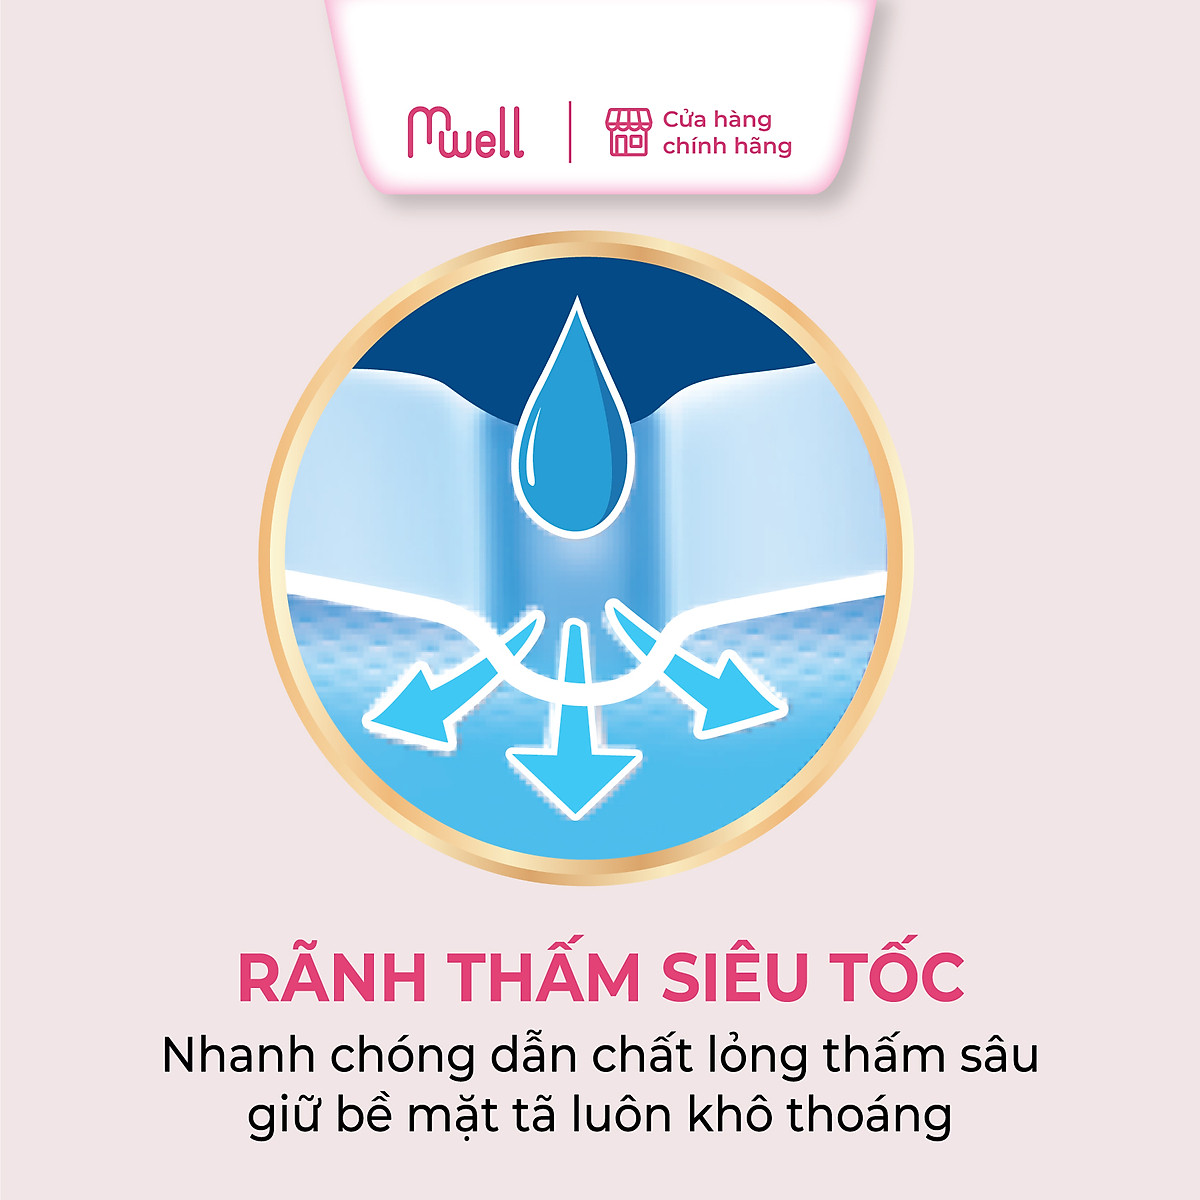 mwell
Cửa hàng
chính hãng
RÃNH THẤM SIÊU TỐC
Nhanh chóng dẫn chất lỏng thấm sâu
giữ bề mặt tã luôn khô thoáng